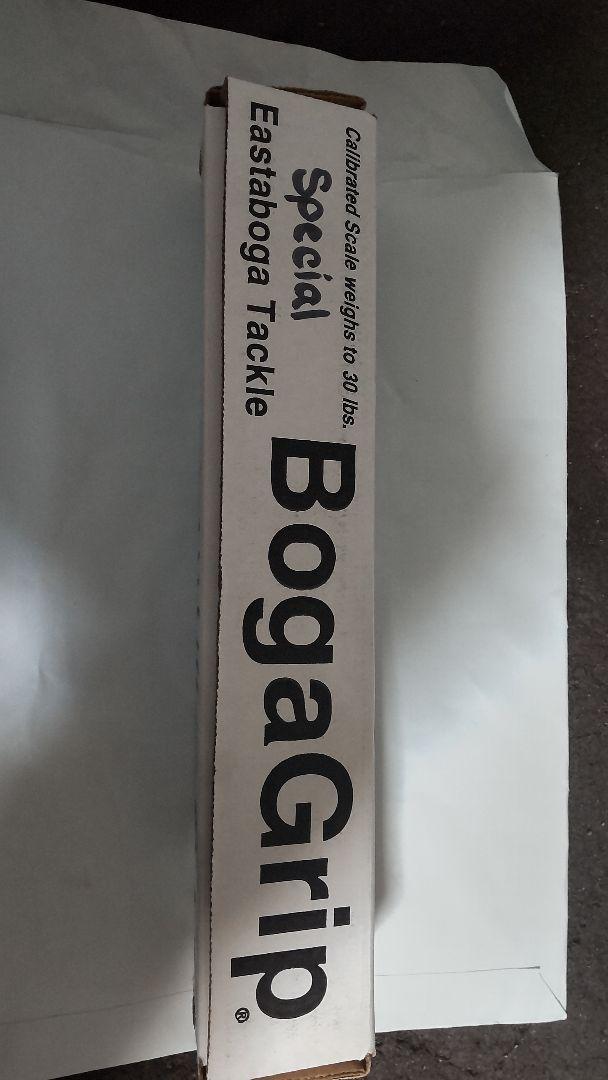 Calibrated Scale weighs to 30 lbs.
Special
Eastaboga Tackle
BogaGrip®